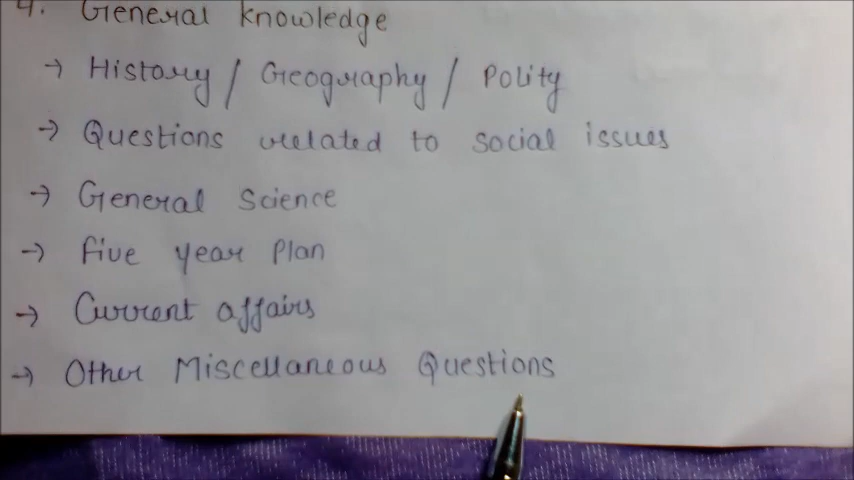 4. General knowledge
→ History / Geography / Polity
→ Questions related to social issues
→ General Science
→ five year Plan
→ Current affairs
→ Other Miscellaneous Questions